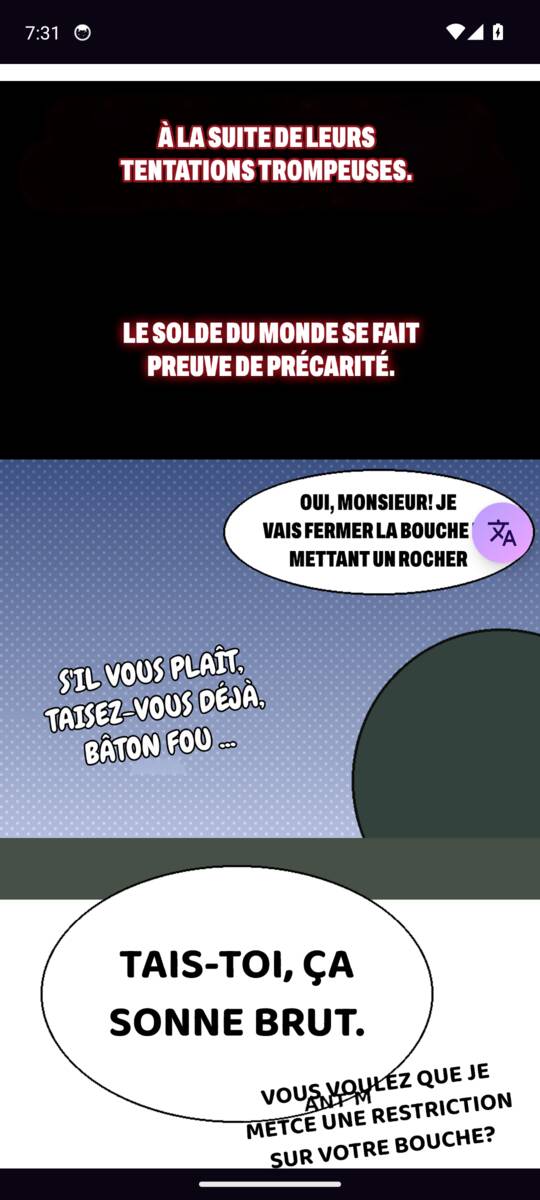 7:31
À LA SUITE DE LEURS
TENTATIONS TROMPEUSES.
LE SOLDE DU MONDE SE FAIT
PREUVE DE PRÉCARITÉ.
OUI, MONSIEUR! JE
VAIS FERMER LA BOUCHE
METTANT UN ROCHER
S'IL VOUS PLAÎT,
TAISEZ-VOUS DÉJÀ,
BÂTON FOU ...
TAIS-TOI, ÇA
SONNE BRUT.
VOUS VOULEZ QUE JE
ANT M
METCE UNE RESTRICTION
SUR VOTRE BOUCHE?